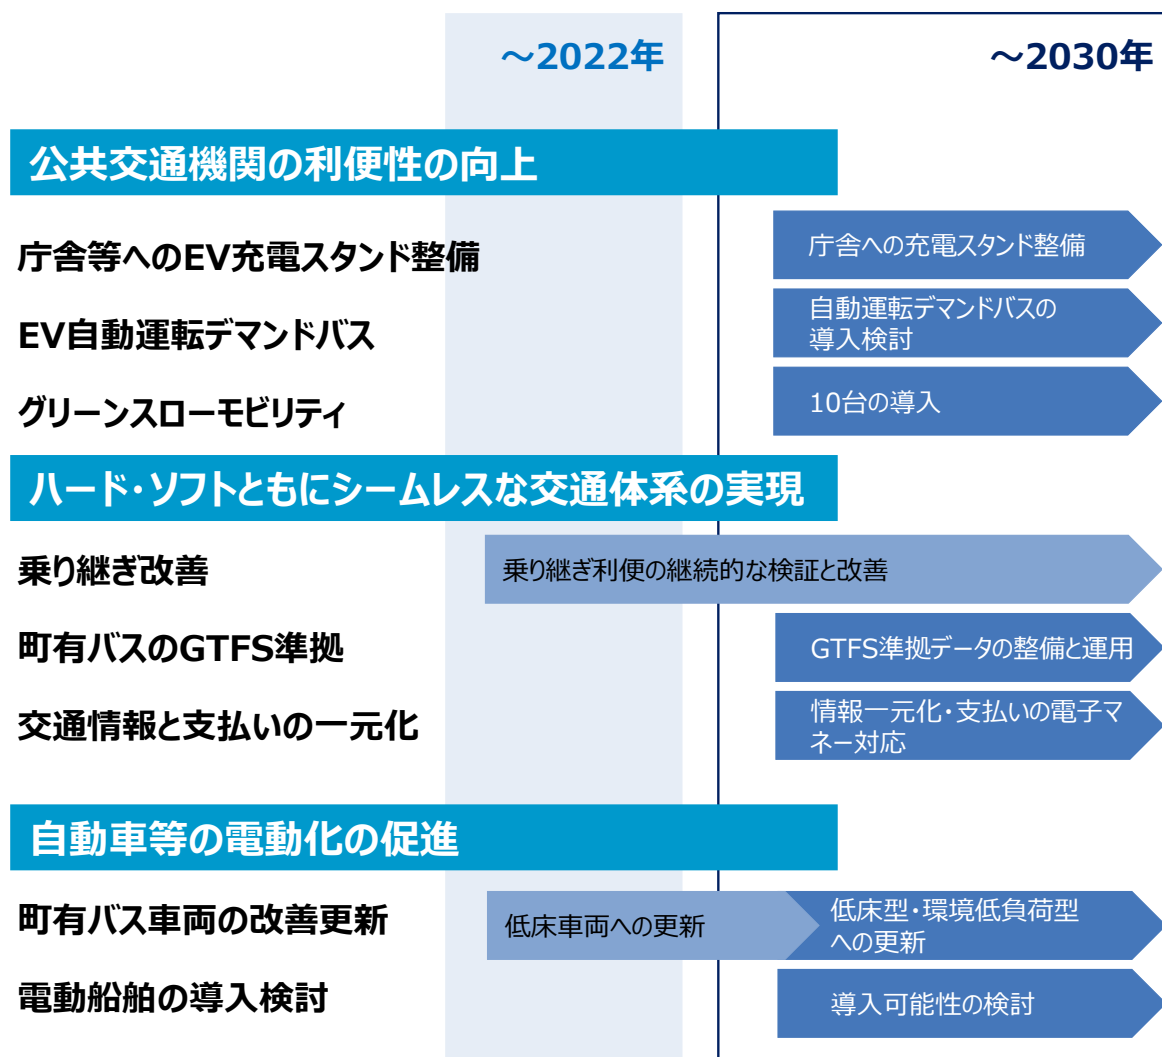 ～2022年
～2030年
公共交通機関の利便性の向上
庁舎等へのEV充電スタンド整備
庁舎への充電スタンド整備
EV自動運転デマンドバス
自動運転デマンドバスの
導入検討
グリーンスローモビリティ
10台の導入
ハード・ソフトともにシームレスな交通体系の実現
乗り継ぎ改善
乗り継ぎ利便の継続的な検証と改善
町有バスのGTFS準拠
GTFS準拠データの整備と運用
交通情報と支払いの一元化
情報一元化・支払いの電子マ
ネー対応
自動車等の電動化の促進
町有バス車両の改善更新
低床車両への更新
低床型・環境低負荷型
への更新
電動船舶の導入検討
導入可能性の検討